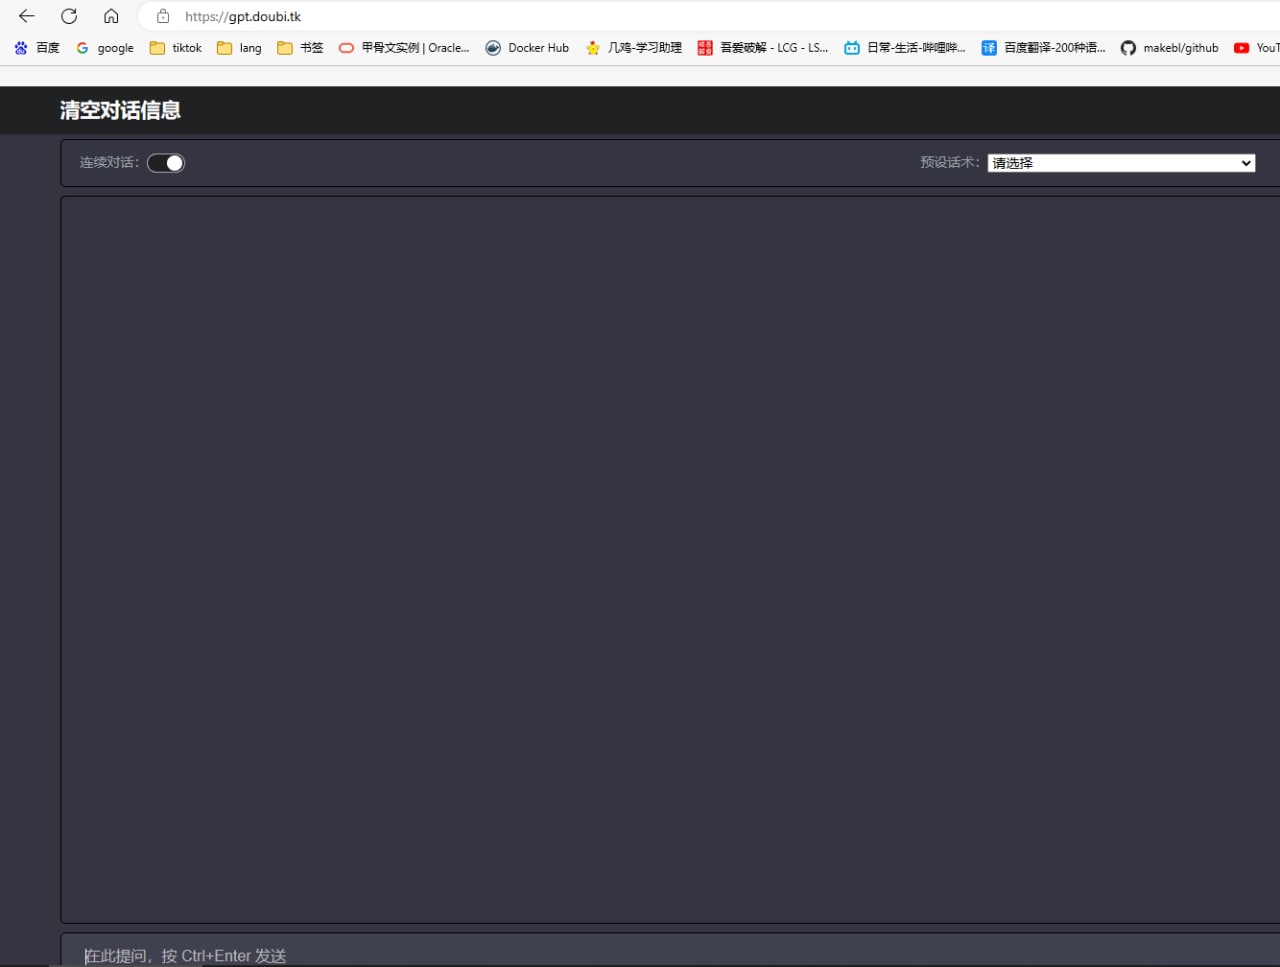 https://gpt.doubi.tk
百度 google tiktok lang 书签 甲骨文实例 | Oracle... Docker Hub 几鸡-学习助理 吾爱破解 - LCG - LS... 日常-生活-哔哩哔... 百度翻译-200种语... makebl/github YouT
清空对话信息
连续对话: 预设话术: 请选择
在此提问，按 Ctrl+Enter 发送